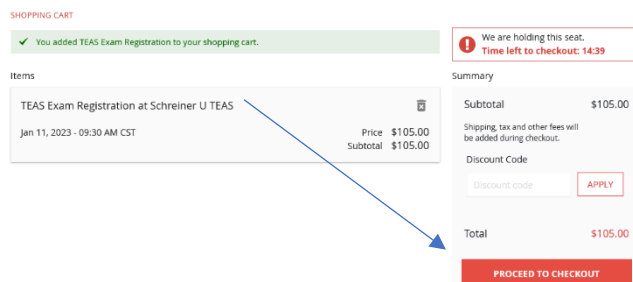 SHOPPING CART
You added TEAS Exam Registration to your shopping cart.
We are holding this seat.
Time left to checkout: 14:39
Items
Summary
TEAS Exam Registration at Schreiner U TEAS
Jan 11, 2023 - 09:30 AM CST
Price $105.00
Subtotal $105.00
Subtotal $105.00
Shipping, tax and other fees will
be added during checkout.
Discount Code
Discount code
APPLY
Total $105.00
PROCEED TO CHECKOUT